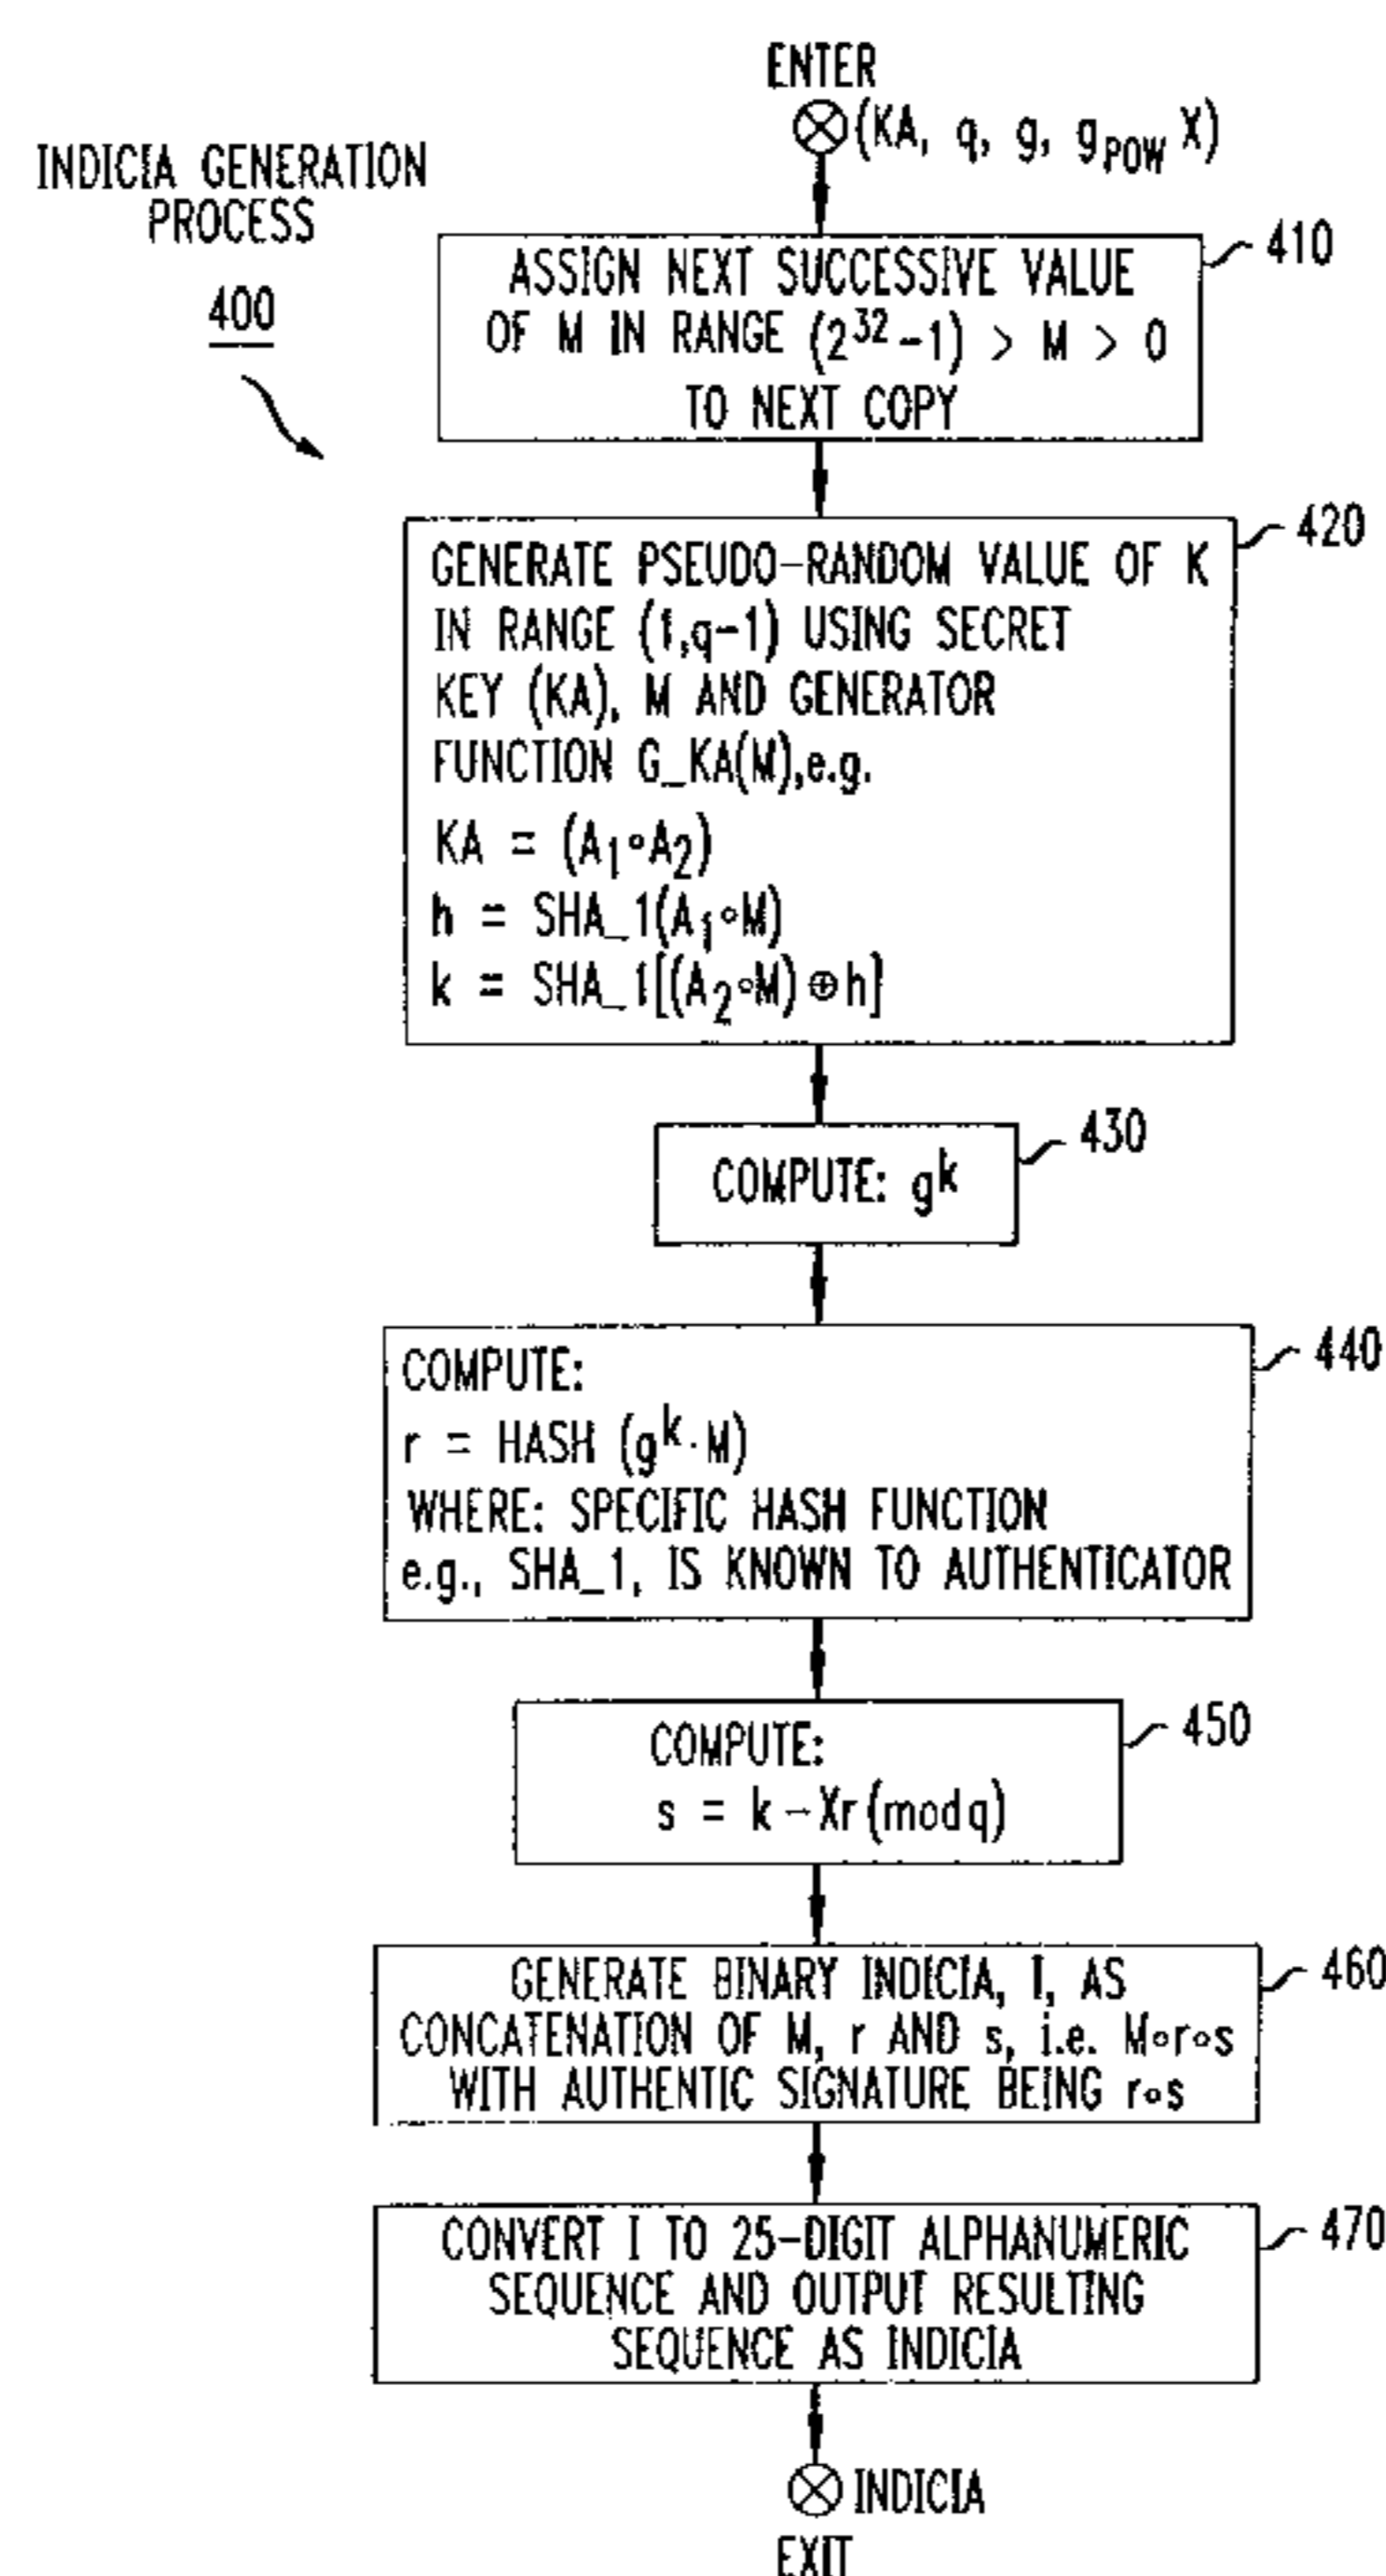 ENTER
(KA, q, g, g_POW X)
INDICIA GENERATION
PROCESS
400
410
ASSIGN NEXT SUCCESSIVE VALUE
OF M IN RANGE (2^32-1) > M > 0
TO NEXT COPY
420
GENERATE PSEUDO-RANDOM VALUE OF K
IN RANGE (1,q-1) USING SECRET
KEY (KA), M AND GENERATOR
FUNCTION G_KA(M),e.g.
KA = (A₁∘A₂)
h = SHA_1(A₁∘M)
k = SHA_1[(A₂∘M)⊕h]
430
COMPUTE: g^k
440
COMPUTE:
r = HASH (g^k·M)
WHERE: SPECIFIC HASH FUNCTION
e.g., SHA_1, IS KNOWN TO AUTHENTICATOR
450
COMPUTE:
s = k-Xr(modq)
460
GENERATE BINARY INDICIA, I, AS
CONCATENATION OF M, r AND s, i.e. M∘r∘s
WITH AUTHENTIC SIGNATURE BEING r∘s
470
CONVERT I TO 25-DIGIT ALPHANUMERIC
SEQUENCE AND OUTPUT RESULTING
SEQUENCE AS INDICIA
INDICIA
EXIT